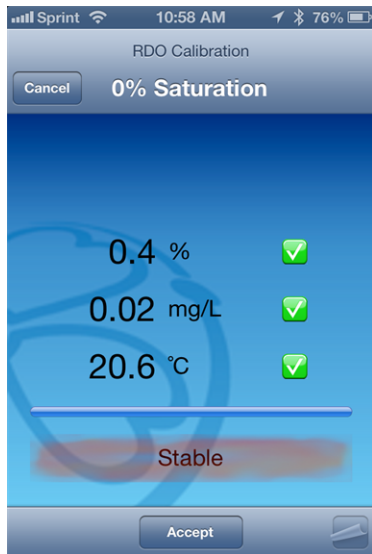 Sprint 10:58 AM 76%
RDO Calibration
Cancel 0% Saturation
0.4 %
0.02 mg/L
20.6 °C
Stable
Accept